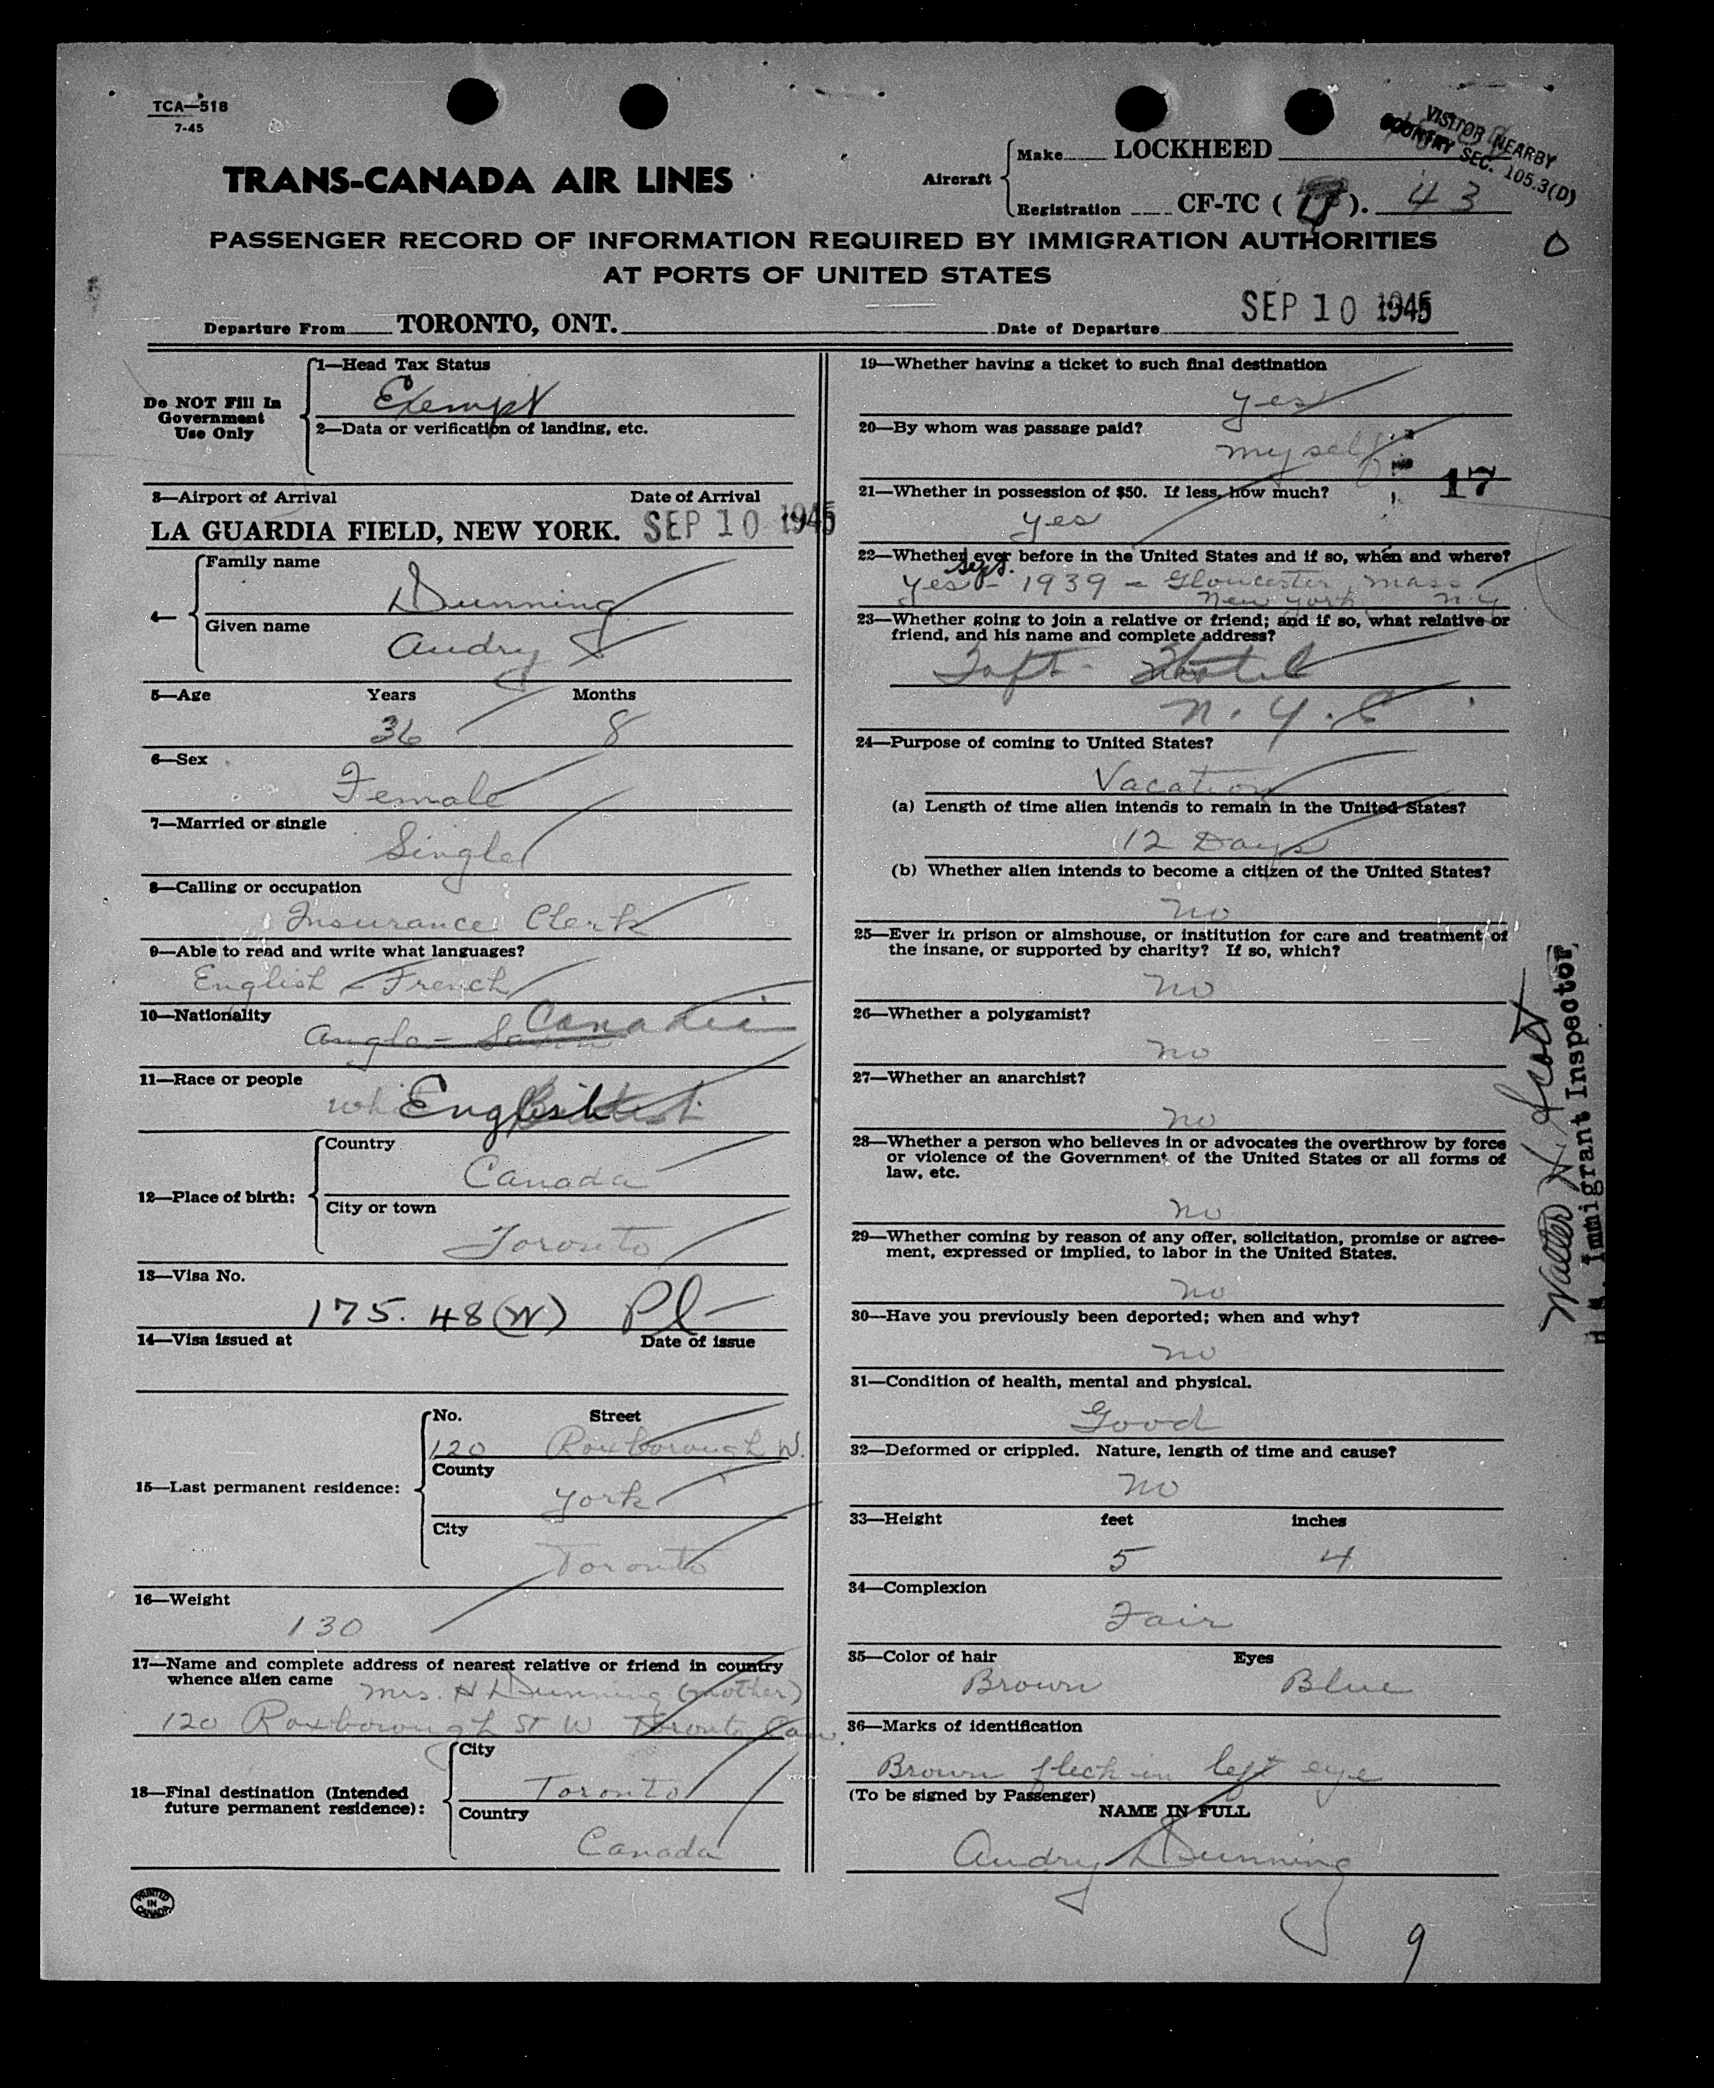 TCA—518
7-45
TRANS-CANADA AIR LINES
Aircraft
Make LOCKHEED
Registration CF-TC ( ). 43
VISITOR NEARBY
COUNTRY SEC. 105.3(D)
PASSENGER RECORD OF INFORMATION REQUIRED BY IMMIGRATION AUTHORITIES
AT PORTS OF UNITED STATES
O
Departure From TORONTO, ONT. Date of Departure SEP 10 1945
Do NOT Fill In
Government
Use Only
1—Head Tax Status
Exempt
2—Data or verification of landing, etc.
3—Airport of Arrival Date of Arrival
LA GUARDIA FIELD, NEW YORK. SEP 10 1945
4—
Family name
Dunning
Given name
Audry
5—Age Years Months
36 8
6—Sex
Female
7—Married or single
Single
8—Calling or occupation
Insurance Clerk
9—Able to read and write what languages?
English - French
10—Nationality
Anglo-Saxon Canadian
11—Race or people
English
12—Place of birth:
Country
Canada
City or town
Toronto
13—Visa No.
175.48(W) Pl—
14—Visa issued at Date of issue
15—Last permanent residence:
No. Street
120 Roxborough W.
County
York
City
Toronto
16—Weight
130
17—Name and complete address of nearest relative or friend in country
whence alien came Mrs. H Dunning (mother)
120 Roxborough St W Toronto Can.
18—Final destination (Intended
future permanent residence):
City
Toronto
Country
Canada
PRINTED
IN
CANADA
19—Whether having a ticket to such final destination
yes
20—By whom was passage paid?
myself
17
21—Whether in possession of $50. If less, how much?
yes
22—Whether ever before in the United States and if so, when and where?
Yes - Sept. 1939 - Gloucester, Mass
New York N.Y.
23—Whether going to join a relative or friend; and if so, what relative or
friend, and his name and complete address?
Taft - Hotel
N.Y.C.
24—Purpose of coming to United States?
Vacation
(a) Length of time alien intends to remain in the United States?
12 Days
(b) Whether alien intends to become a citizen of the United States?
No
25—Ever in prison or almshouse, or institution for care and treatment of
the insane, or supported by charity? If so, which?
No
26—Whether a polygamist?
No
27—Whether an anarchist?
No
28—Whether a person who believes in or advocates the overthrow by force
or violence of the Government of the United States or all forms of
law, etc.
No
29—Whether coming by reason of any offer, solicitation, promise or agree-
ment, expressed or implied, to labor in the United States.
No
30—Have you previously been deported; when and why?
No
31—Condition of health, mental and physical.
Good
32—Deformed or crippled. Nature, length of time and cause?
No
33—Height feet inches
5 4
34—Complexion
Fair
35—Color of hair Eyes
Brown Blue
36—Marks of identification
Brown fleck in left eye
(To be signed by Passenger)
NAME IN FULL
Audry Dunning
9
Walter H. Scott
Immigrant Inspector